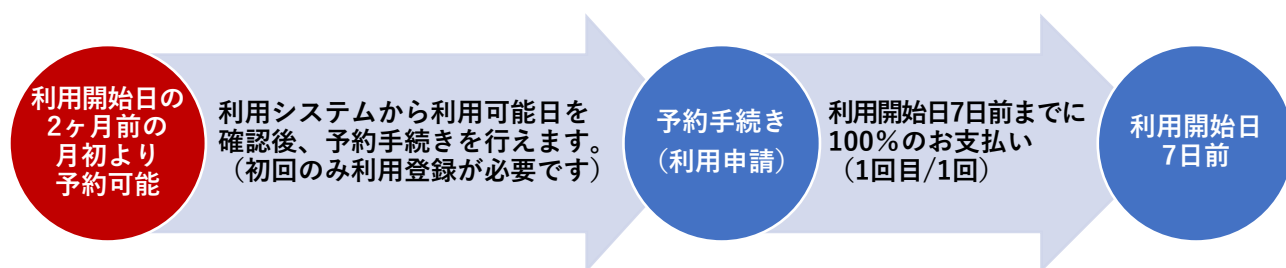 利用開始日の
2ヶ月前の
月初より
予約可能
利用システムから利用可能日を
確認後、予約手続きを行えます。
（初回のみ利用登録が必要です）
予約手続き
（利用申請）
利用開始日7日前までに
100％のお支払い
（1回目/1回）
利用開始日
7日前